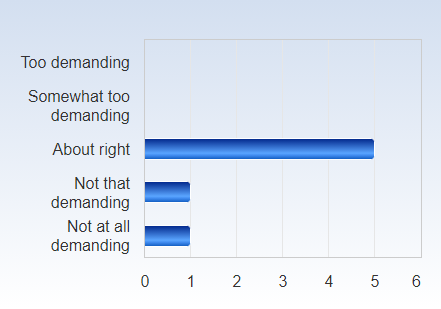 Too demanding
Somewhat too
demanding
About right
Not that
demanding
Not at all
demanding
0 1 2 3 4 5 6